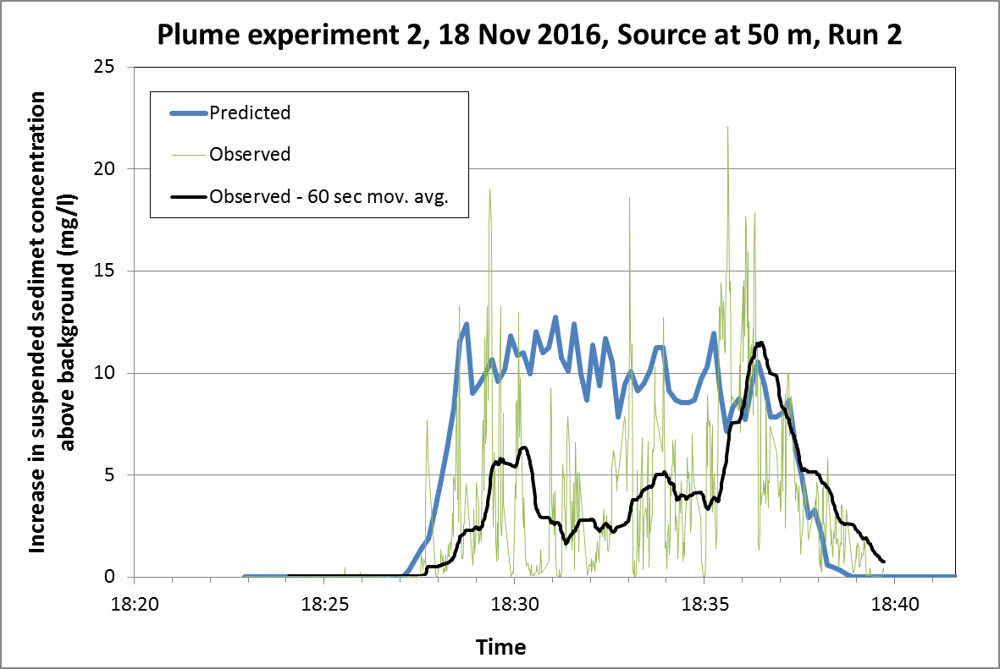 Plume experiment 2, 18 Nov 2016, Source at 50 m, Run 2
Increase in suspended sedimet concentration
above background (mg/l)
25
20
15
10
5
0
Predicted
Observed
Observed - 60 sec mov. avg.
18:20
18:25
18:30
18:35
18:40
Time